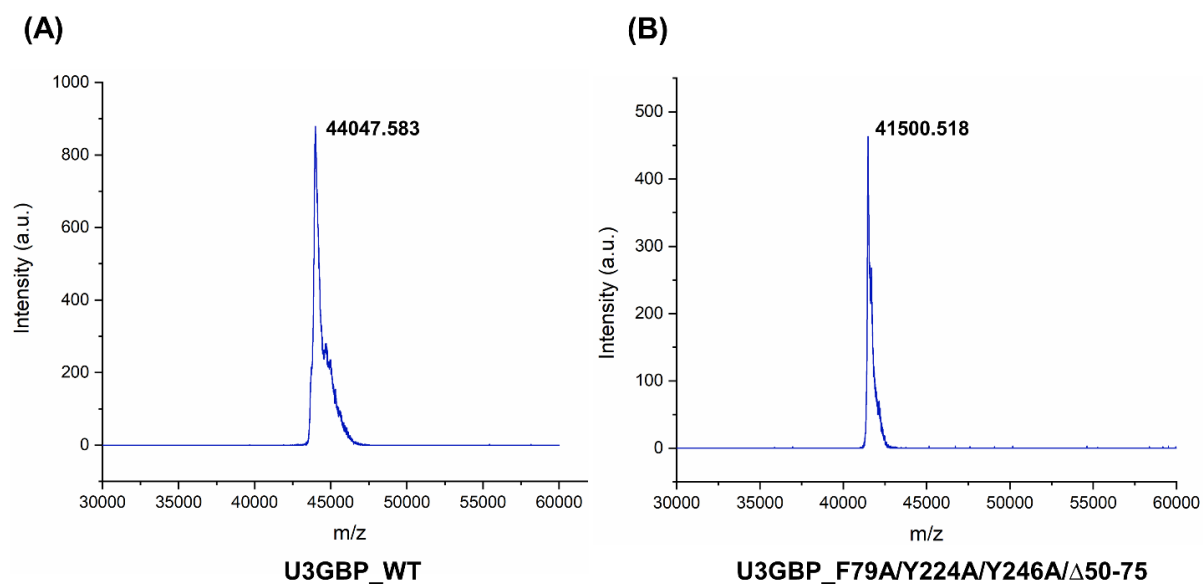 (A)
(B)
1000
800
600
400
200
0
Intensity (a.u.)
44047.583
30000 35000 40000 45000 50000 55000 60000
m/z
U3GBP_WT
500
400
300
200
100
0
Intensity (a.u.)
41500.518
30000 35000 40000 45000 50000 55000 60000
m/z
U3GBP_F79A/Y224A/Y246A/Δ50-75